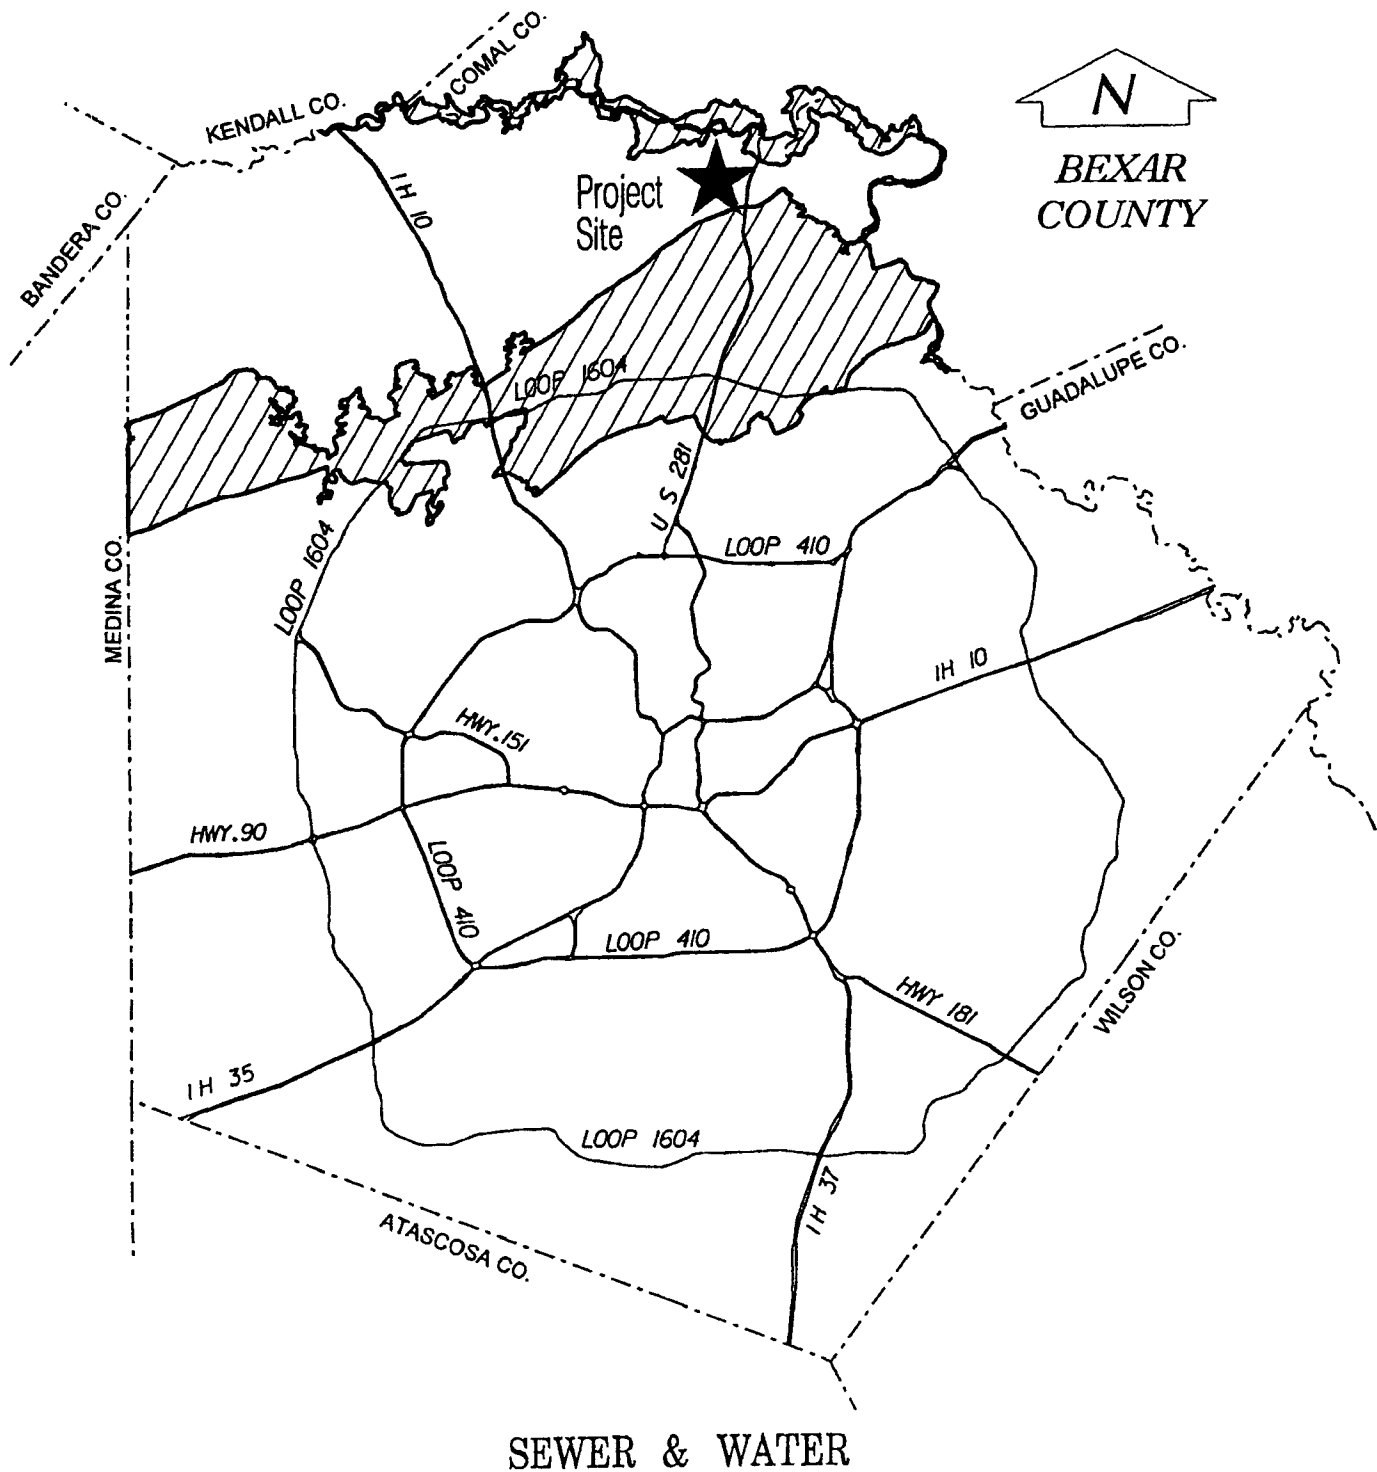 COMAL CO.
KENDALL CO.
N
BEXAR
COUNTY
BANDERA CO.
IH 10
Project
Site
LOOP 1604
GUADALUPE CO.
U S 281
LOOP 410
LOOP 1604
MEDINA CO.
IH 10
HWY.151
HWY.90
LOOP 410
LOOP 410
HWY 181
WILSON CO.
IH 35
LOOP 1604
IH 37
ATASCOSA CO.
SEWER & WATER